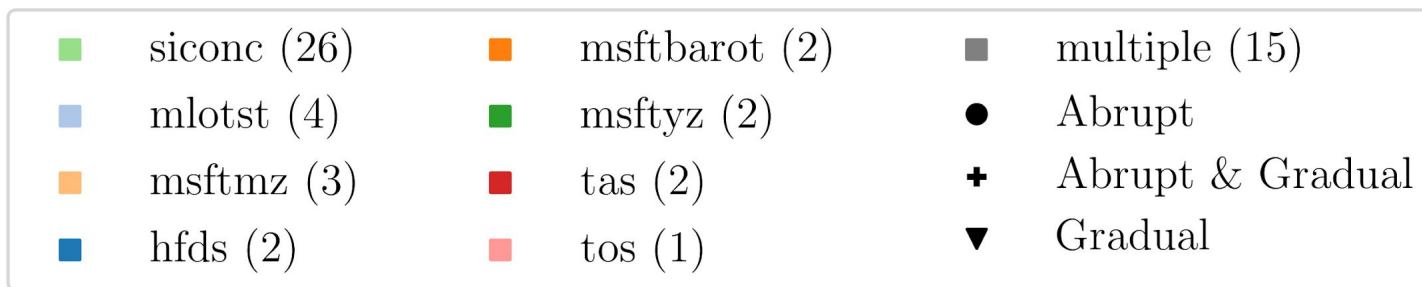 siconc (26)
mlotst (4)
msftmz (3)
hfds (2)
msftbarot (2)
msftyz (2)
tas (2)
tos (1)
multiple (15)
Abrupt
Abrupt & Gradual
Gradual